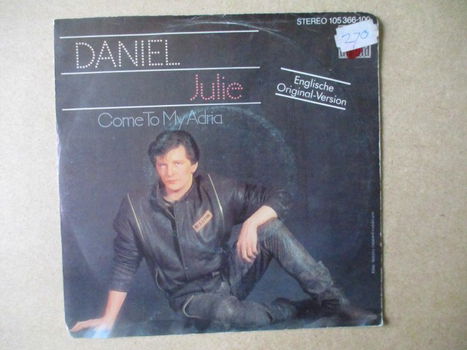 STEREO 105 366-100
270
DANIEL
Julie
Englische
Original-Version
Come To My Adria